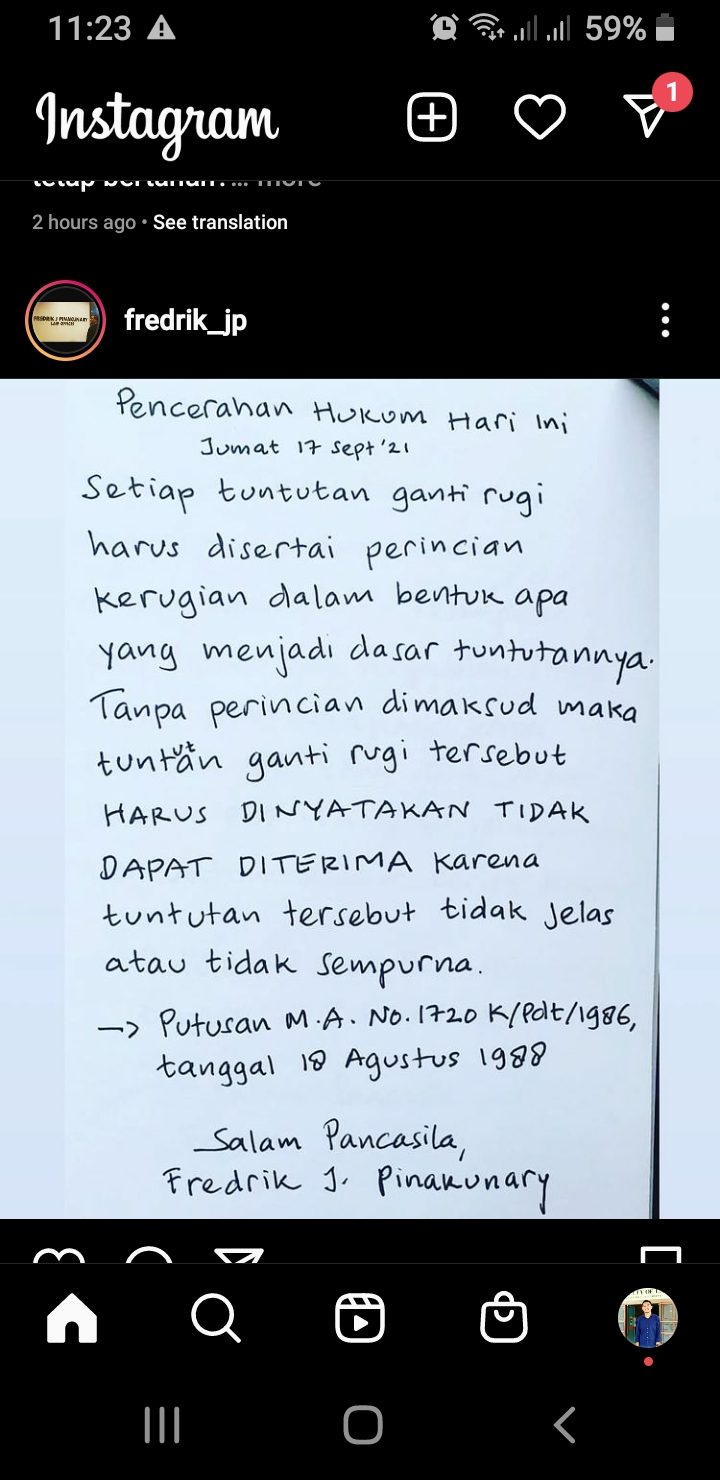 11:23
59%
Instagram
1
tetap bertahan?... more
2 hours ago • See translation
FREDRIK J PINAKUNARY
LAW OFFICES
fredrik_jp
Pencerahan Hukum Hari Ini
Jumat 17 Sept '21
Setiap tuntutan ganti rugi
harus disertai perincian
kerugian dalam bentuk apa
yang menjadi dasar tuntutannya.
Tanpa perincian dimaksud maka
tuntutan ganti rugi tersebut
HARUS DINYATAKAN TIDAK
DAPAT DITERIMA karena
tuntutan tersebut tidak jelas
atau tidak sempurna.
-> Putusan M.A. No. 1720 K/Pdt/1986,
tanggal 18 Agustus 1988
Salam Pancasila,
Fredrik J. Pinakunary